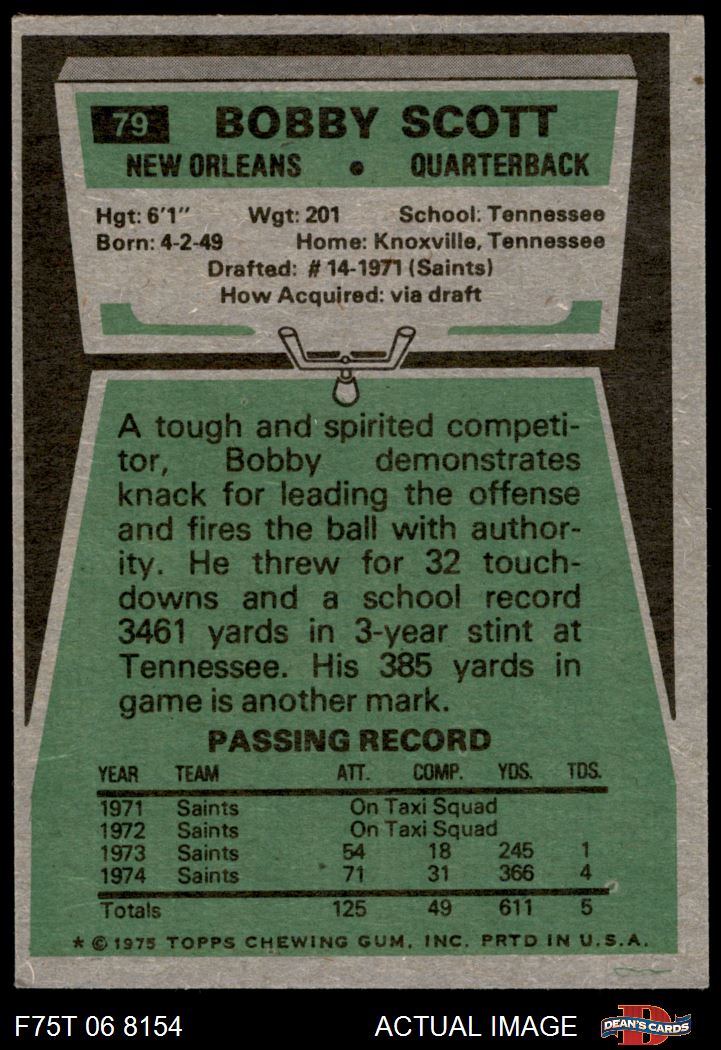 79 BOBBY SCOTT
NEW ORLEANS • QUARTERBACK
Hgt: 6'1" Wgt: 201 School: Tennessee
Born: 4-2-49 Home: Knoxville, Tennessee
Drafted: #14-1971 (Saints)
How Acquired: via draft
A tough and spirited competi-
tor, Bobby demonstrates
knack for leading the offense
and fires the ball with author-
ity. He threw for 32 touch-
downs and a school record
3461 yards in 3-year stint at
Tennessee. His 385 yards in
game is another mark.
PASSING RECORD
YEAR TEAM ATT. COMP. YDS. TDS.
1971 Saints On Taxi Squad
1972 Saints On Taxi Squad
1973 Saints 54 18 245 1
1974 Saints 71 31 366 4
Totals 125 49 611 5
* © 1975 TOPPS CHEWING GUM, INC. PRTD IN U.S.A.
F75T 06 8154 ACTUAL IMAGE D DEAN'S CARDS